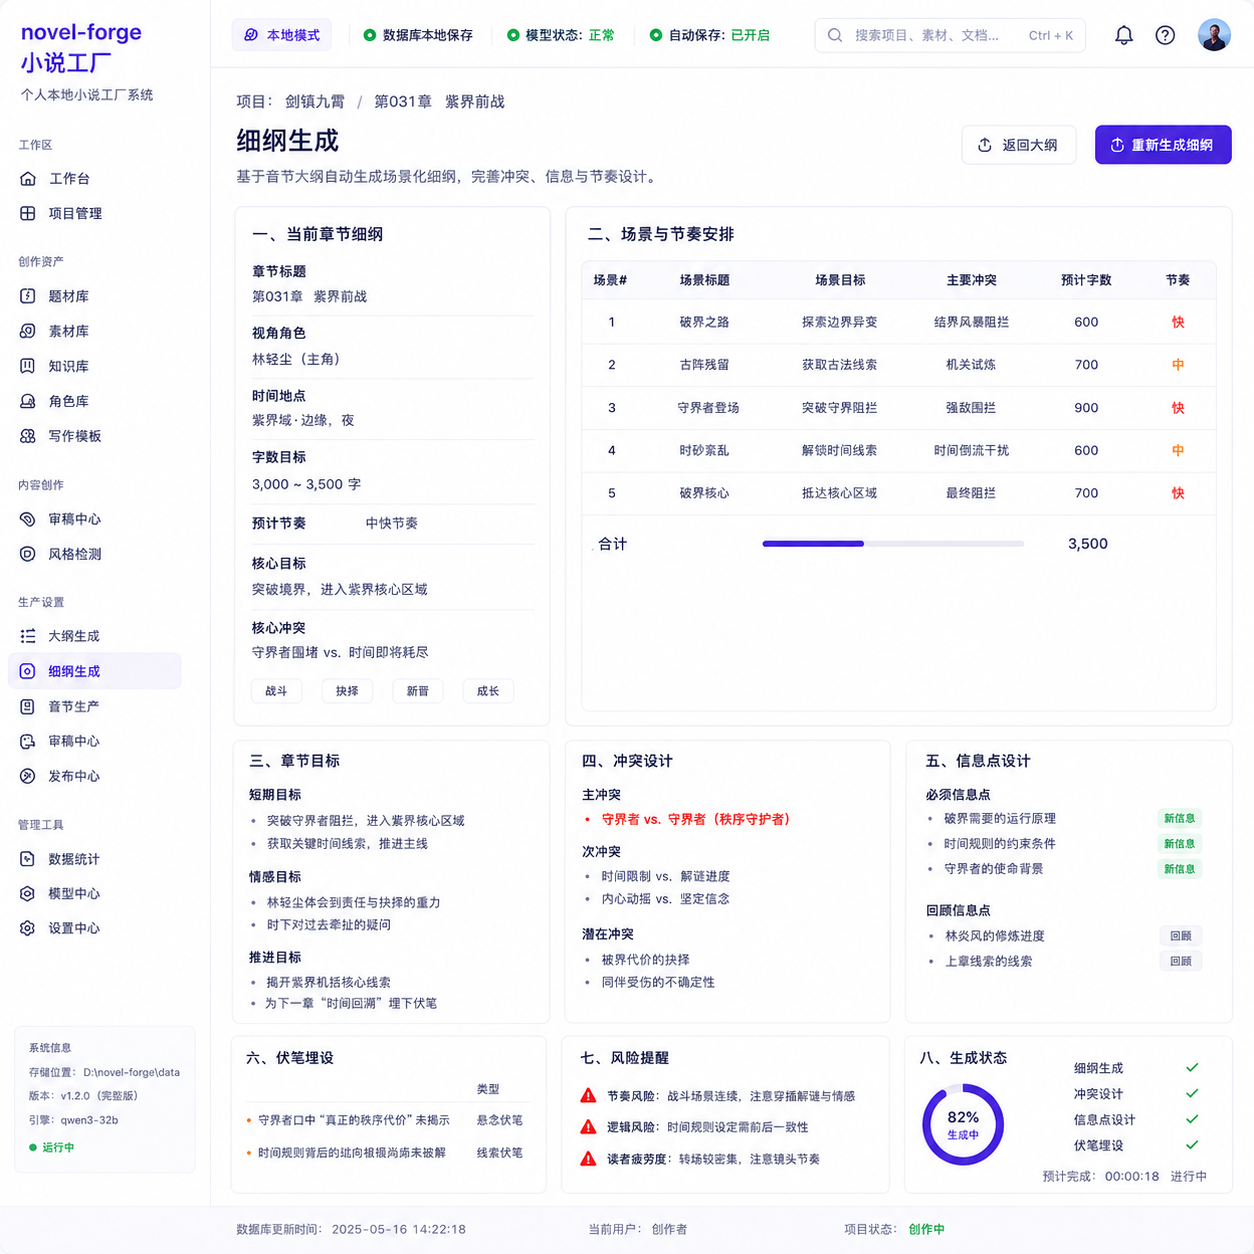 novel-forge
小说工厂
个人本地小说工厂系统
本地模式
数据库本地保存
模型状态：正常
自动保存：已开启
搜索项目、素材、文档...
Ctrl + K
工作区
工作台
项目管理
创作资产
题材库
素材库
知识库
角色库
写作模板
内容创作
审稿中心
风格检测
生产设置
大纲生成
细纲生成
音节生产
审稿中心
发布中心
管理工具
数据统计
模型中心
设置中心
系统信息
存储位置：D:\novel-forge\data
版本：v1.2.0（完整版）
引擎：qwen3-32b
运行中
项目：剑镇九霄 / 第031章 紫界前战
细纲生成
基于音节大纲自动生成场景化细纲，完善冲突、信息与节奏设计。
返回大纲
重新生成细纲
一、当前章节细纲
章节标题
第031章 紫界前战
视角角色
林轻尘（主角）
时间地点
紫界域·边缘，夜
字数目标
3,000 ~ 3,500 字
预计节奏 中快节奏
核心目标
突破境界，进入紫界核心区域
核心冲突
守界者围堵 vs. 时间即将耗尽
战斗 抉择 新晋 成长
二、场景与节奏安排
场景# 场景标题 场景目标 主要冲突 预计字数 节奏
1 破界之路 探索边界异变 结界风暴阻拦 600 快
2 古阵残留 获取古法线索 机关试炼 700 中
3 守界者登场 突破守界阻拦 强敌围拦 900 快
4 时砂紊乱 解锁时间线索 时间倒流干扰 600 中
5 破界核心 抵达核心区域 最终阻拦 700 快
合计 3,500
三、章节目标
短期目标
• 突破守界者阻拦，进入紫界核心区域
• 获取关键时间线索，推进主线
情感目标
• 林轻尘体会到责任与抉择的重力
• 时下对过去牵扯的疑问
推进目标
• 揭开紫界机括核心线索
• 为下一章“时间回溯”埋下伏笔
四、冲突设计
主冲突
• 守界者 vs. 守界者（秩序守护者）
次冲突
• 时间限制 vs. 解谜进度
• 内心动摇 vs. 坚定信念
潜在冲突
• 被界代价的抉择
• 同伴受伤的不确定性
五、信息点设计
必须信息点
• 破界需要的运行原理 新信息
• 时间规则的约束条件 新信息
• 守界者的使命背景 新信息
回顾信息点
• 林炎风的修炼进度 回顾
• 上章线索的线索 回顾
六、伏笔埋设
类型
• 守界者口中“真正的秩序代价”未揭示 悬念伏笔
• 时间规则背后的 未被破解 线索伏笔
七、风险提醒
节奏风险：战斗场景连续，注意穿插解谜与情感
逻辑风险：时间规则设定需前后一致性
读者疲劳度：转场较密集，注意镜头节奏
八、生成状态
82%
生成中
细纲生成
冲突设计
信息点设计
伏笔埋设
预计完成：00:00:18 进行中
数据库更新时间：2025-05-16 14:22:18
当前用户：创作者
项目状态：创作中